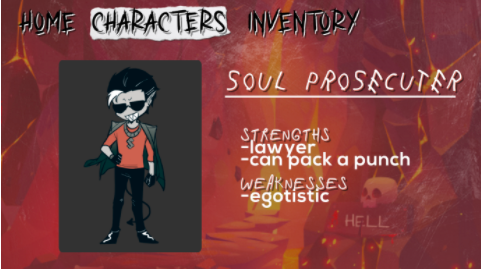 HOME CHARACTERS INVENTORY
SOUL PROSECUTER
STRENGTHS
-lawyer
-can pack a punch
WEAKNESSES
-egotistic
HELL